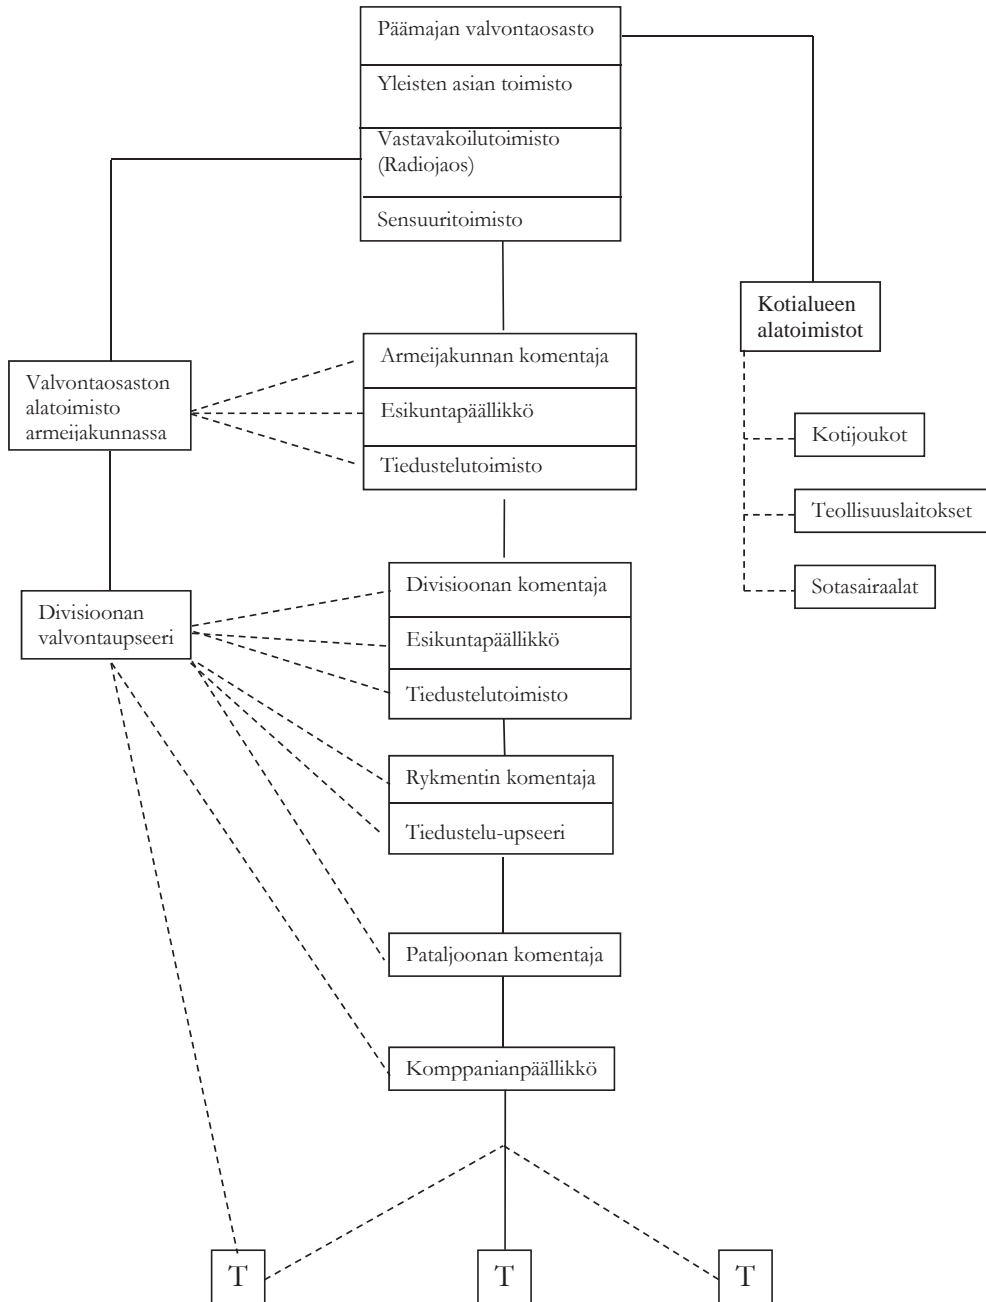 Päämajan valvontaosasto
Yleisten asian toimisto
Vastavakoilutoimisto
(Radiojaos)
Sensuuritoimisto
Kotialueen
alatoimistot
Armeijakunnan komentaja
Valvontaosaston
alatoimisto
armeijakunnassa
Esikuntapäällikkö
Tiedustelutoimisto
Kotijoukot
Teollisuuslaitokset
Sotasairaalat
Divisioonan komentaja
Divisioonan
valvontaupseeri
Esikuntapäällikkö
Tiedustelutoimisto
Rykmentin komentaja
Tiedustelu-upseeri
Pataljoonan komentaja
Komppanianpäällikkö
T
T
T